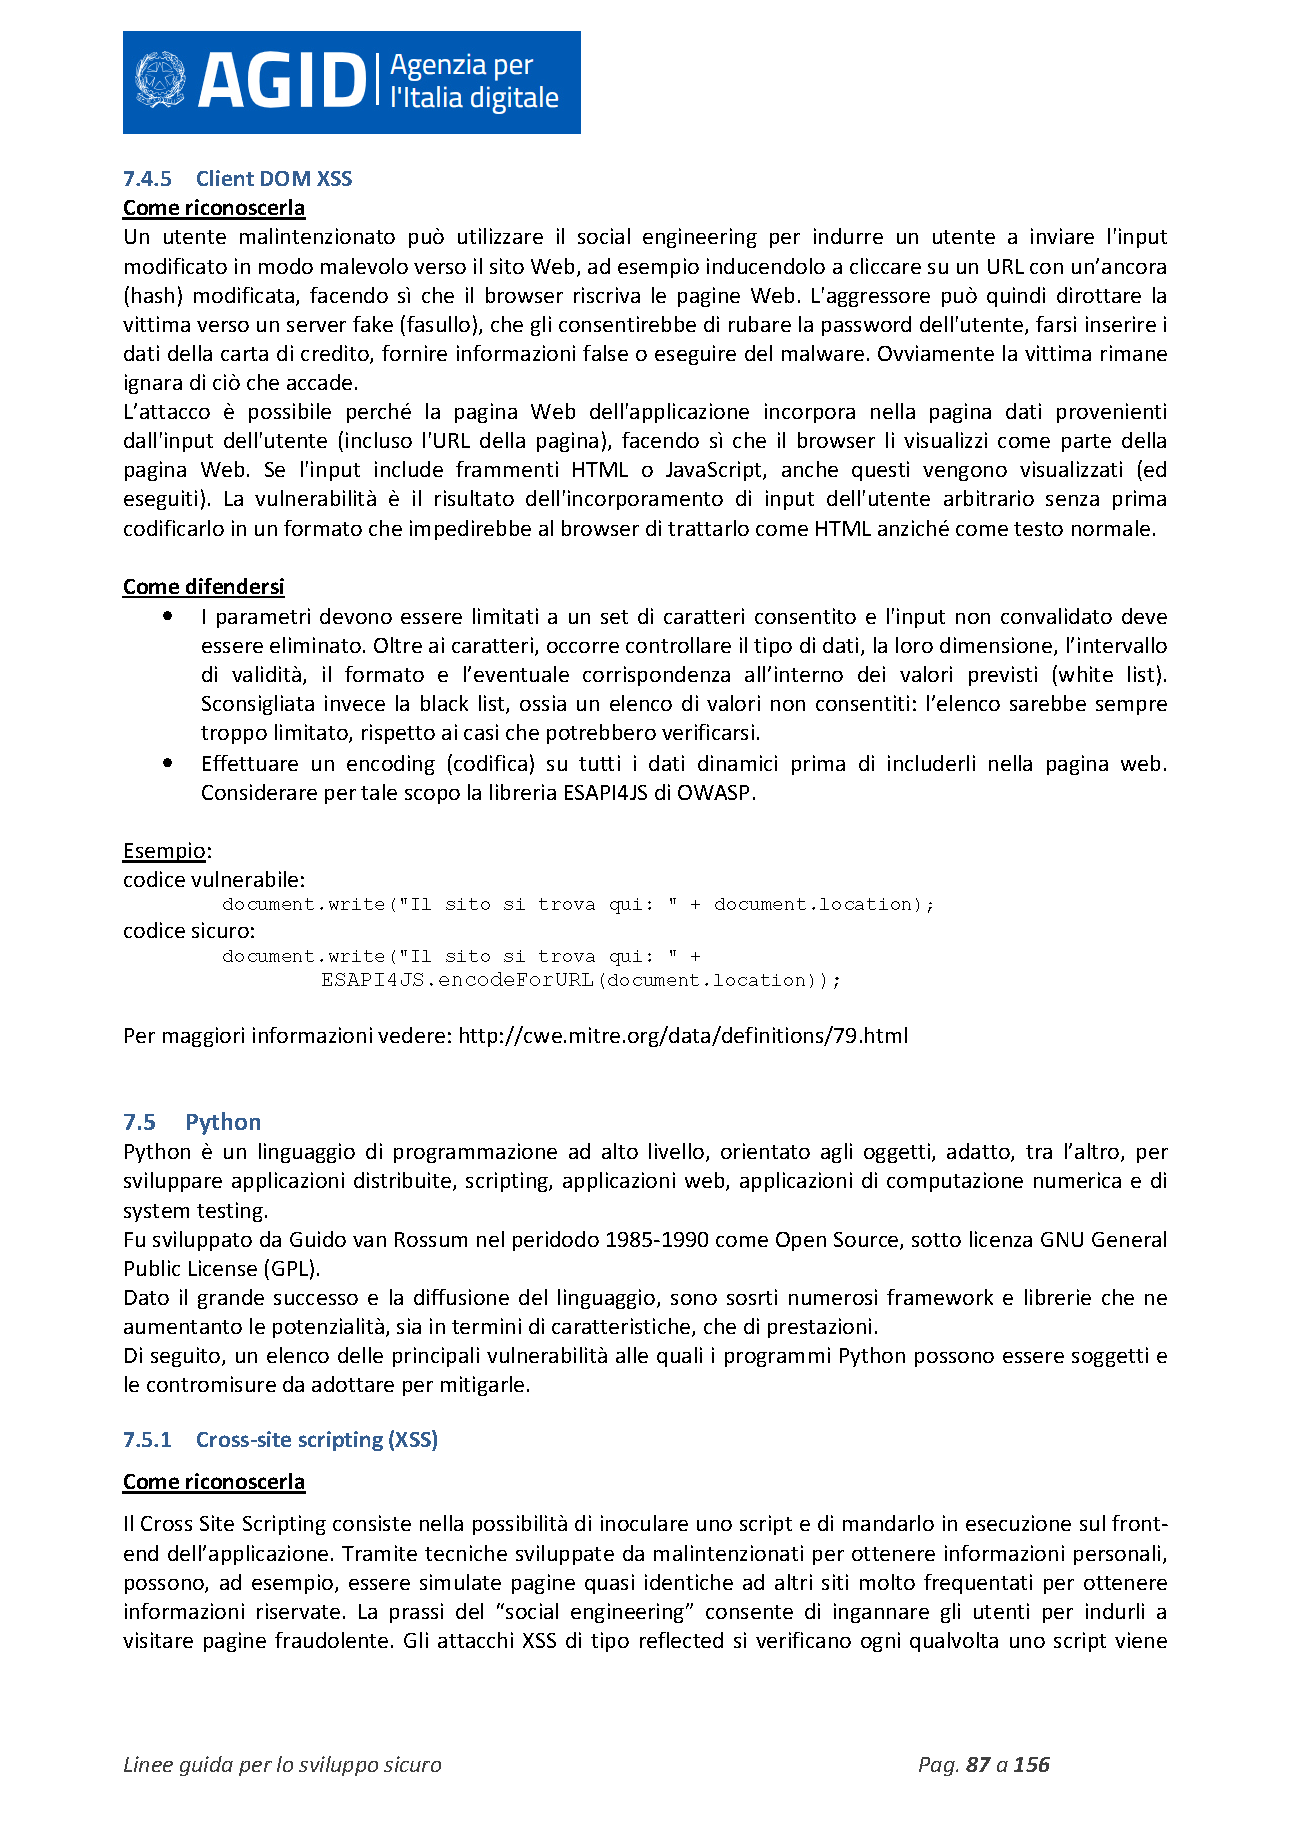 AGID
Agenzia per
l'Italia digitale
7.4.5 Client DOM XSS
Come riconoscerla
Un utente malintenzionato può utilizzare il social engineering per indurre un utente a inviare l'input
modificato in modo malevolo verso il sito Web, ad esempio inducendolo a cliccare su un URL con un’ancora
(hash) modificata, facendo sì che il browser riscriva le pagine Web. L'aggressore può quindi dirottare la
vittima verso un server fake (fasullo), che gli consentirebbe di rubare la password dell'utente, farsi inserire i
dati della carta di credito, fornire informazioni false o eseguire del malware. Ovviamente la vittima rimane
ignara di ciò che accade.
L’attacco è possibile perché la pagina Web dell'applicazione incorpora nella pagina dati provenienti
dall'input dell'utente (incluso l'URL della pagina), facendo sì che il browser li visualizzi come parte della
pagina Web. Se l'input include frammenti HTML o JavaScript, anche questi vengono visualizzati (ed
eseguiti). La vulnerabilità è il risultato dell'incorporamento di input dell'utente arbitrario senza prima
codificarlo in un formato che impedirebbe al browser di trattarlo come HTML anziché come testo normale.
Come difendersi
• I parametri devono essere limitati a un set di caratteri consentito e l'input non convalidato deve
essere eliminato. Oltre ai caratteri, occorre controllare il tipo di dati, la loro dimensione, l’intervallo
di validità, il formato e l’eventuale corrispondenza all’interno dei valori previsti (white list).
Sconsigliata invece la black list, ossia un elenco di valori non consentiti: l’elenco sarebbe sempre
troppo limitato, rispetto ai casi che potrebbero verificarsi.
• Effettuare un encoding (codifica) su tutti i dati dinamici prima di includerli nella pagina web.
Considerare per tale scopo la libreria ESAPI4JS di OWASP.
Esempio:
codice vulnerabile:
document.write("Il sito si trova qui: " + document.location);
codice sicuro:
document.write("Il sito si trova qui: " +
ESAPI4JS.encodeForURL(document.location));
Per maggiori informazioni vedere: http://cwe.mitre.org/data/definitions/79.html
7.5 Python
Python è un linguaggio di programmazione ad alto livello, orientato agli oggetti, adatto, tra l’altro, per
sviluppare applicazioni distribuite, scripting, applicazioni web, applicazioni di computazione numerica e di
system testing.
Fu sviluppato da Guido van Rossum nel peridodo 1985-1990 come Open Source, sotto licenza GNU General
Public License (GPL).
Dato il grande successo e la diffusione del linguaggio, sono sosrti numerosi framework e librerie che ne
aumentanto le potenzialità, sia in termini di caratteristiche, che di prestazioni.
Di seguito, un elenco delle principali vulnerabilità alle quali i programmi Python possono essere soggetti e
le contromisure da adottare per mitigarle.
7.5.1 Cross-site scripting (XSS)
Come riconoscerla
Il Cross Site Scripting consiste nella possibilità di inoculare uno script e di mandarlo in esecuzione sul front-
end dell’applicazione. Tramite tecniche sviluppate da malintenzionati per ottenere informazioni personali,
possono, ad esempio, essere simulate pagine quasi identiche ad altri siti molto frequentati per ottenere
informazioni riservate. La prassi del “social engineering” consente di ingannare gli utenti per indurli a
visitare pagine fraudolente. Gli attacchi XSS di tipo reflected si verificano ogni qualvolta uno script viene
Linee guida per lo sviluppo sicuro Pag. 87 a 156